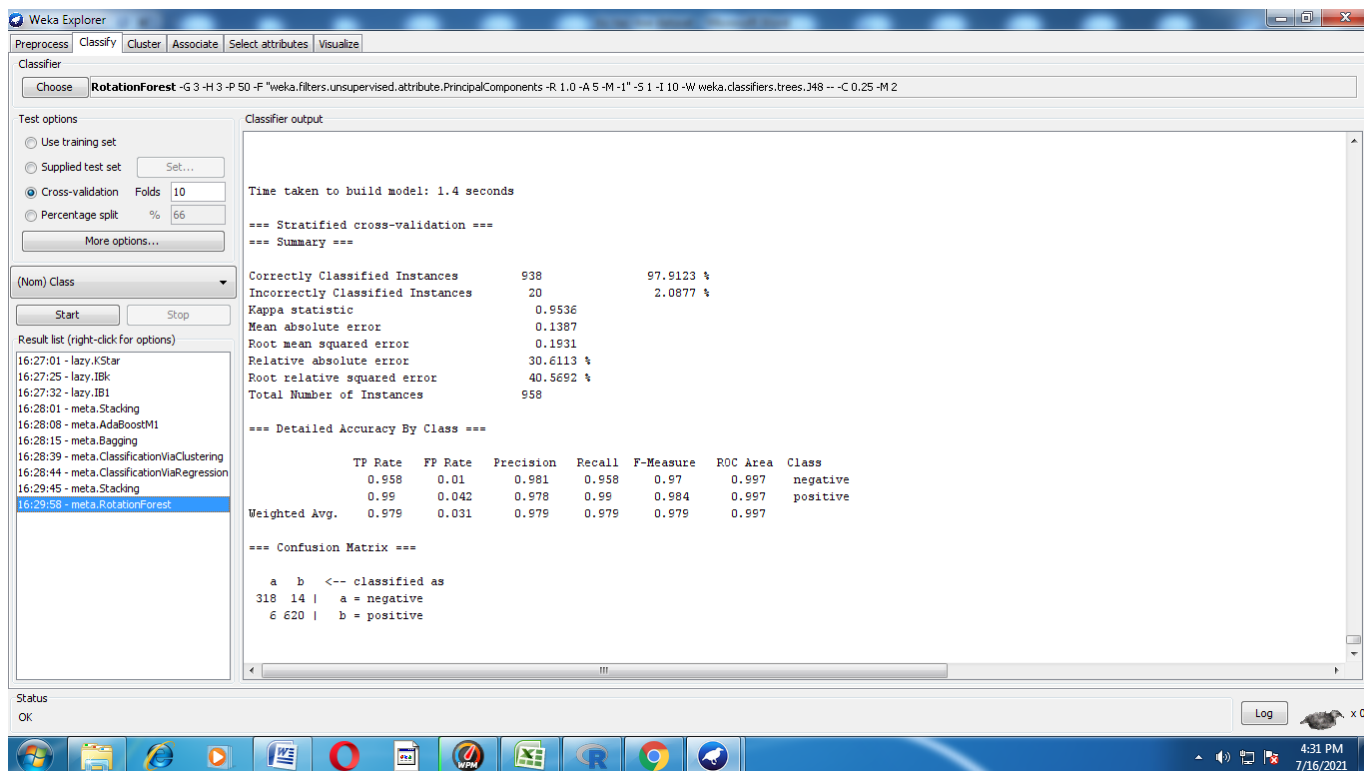 Weka Explorer
Preprocess Classify Cluster Associate Select attributes Visualize
Classifier
Choose RotationForest -G 3 -H 3 -P 50 -F "weka.filters.unsupervised.attribute.PrincipalComponents -R 1.0 -A 5 -M -1" -S 1 -I 10 -W weka.classifiers.trees.J48 -- -C 0.25 -M 2
Test options
Use training set
Supplied test set Set...
Cross-validation Folds 10
Percentage split % 66
More options...
(Nom) Class
Start Stop
Result list (right-click for options)
16:27:01 - lazy.KStar
16:27:25 - lazy.IBk
16:27:32 - lazy.IB1
16:28:01 - meta.Stacking
16:28:08 - meta.AdaBoostM1
16:28:15 - meta.Bagging
16:28:39 - meta.ClassificationViaClustering
16:28:44 - meta.ClassificationViaRegression
16:29:45 - meta.Stacking
16:29:58 - meta.RotationForest
Classifier output
Time taken to build model: 1.4 seconds
=== Stratified cross-validation ===
=== Summary ===
Correctly Classified Instances 938 97.9123 %
Incorrectly Classified Instances 20 2.0877 %
Kappa statistic 0.9536
Mean absolute error 0.1387
Root mean squared error 0.1931
Relative absolute error 30.6113 %
Root relative squared error 40.5692 %
Total Number of Instances 958
=== Detailed Accuracy By Class ===
TP Rate FP Rate Precision Recall F-Measure ROC Area Class
0.958 0.01 0.981 0.958 0.97 0.997 negative
0.99 0.042 0.978 0.99 0.984 0.997 positive
Weighted Avg. 0.979 0.031 0.979 0.979 0.979 0.997
=== Confusion Matrix ===
a b <-- classified as
318 14 | a = negative
6 620 | b = positive
Status
OK
Log
x 0
WPM
4:31 PM
7/16/2021